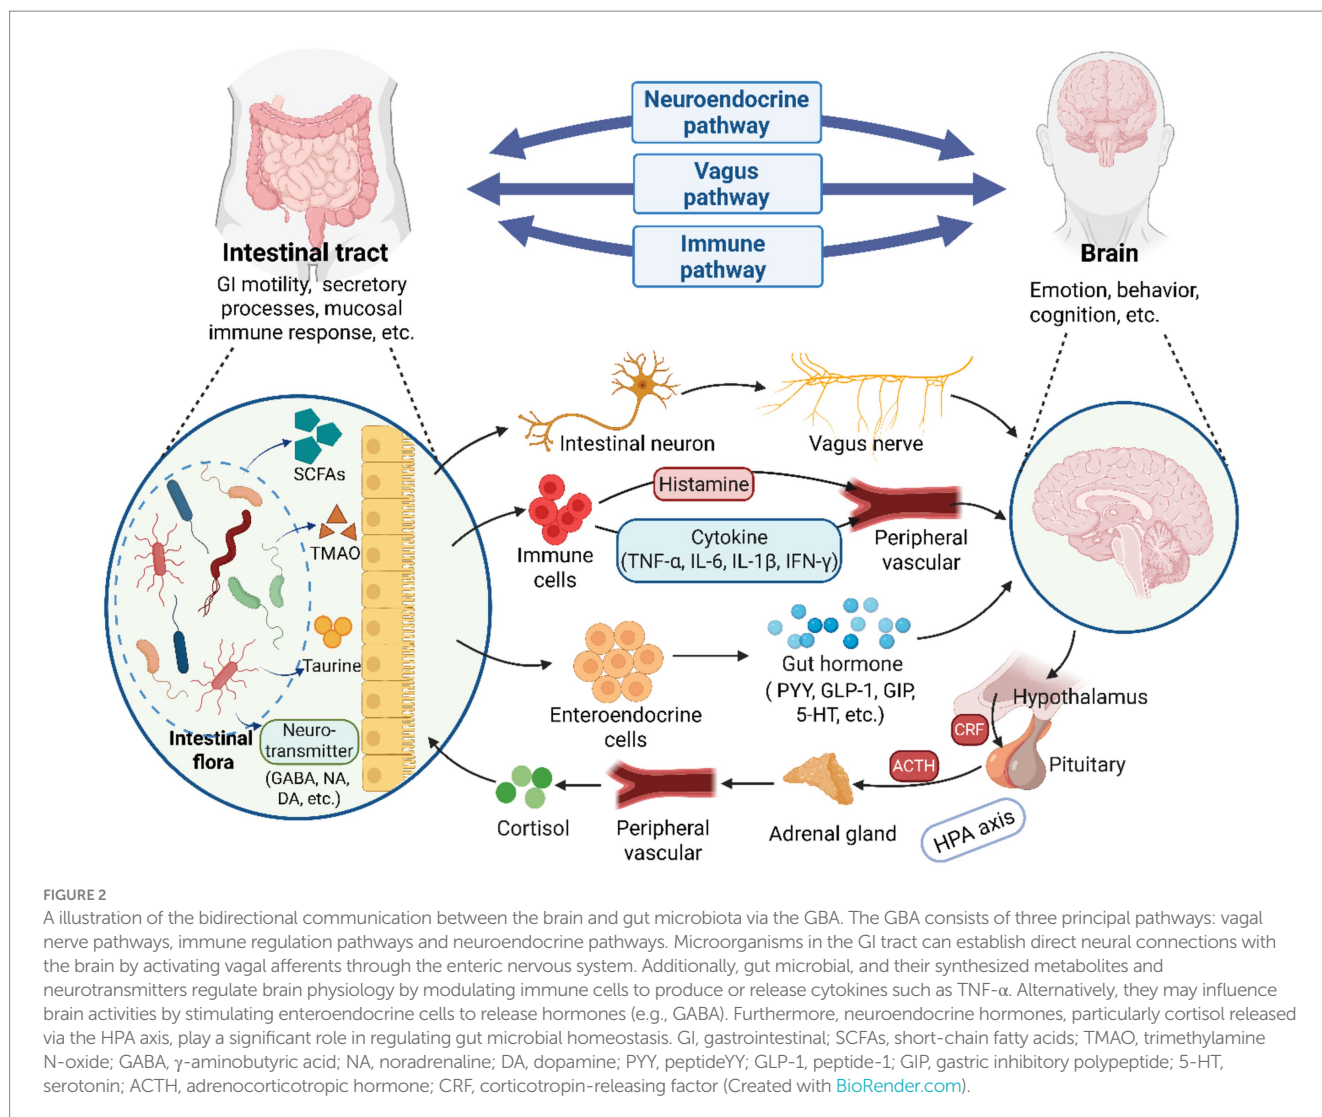 Neuroendocrine
pathway
Vagus
pathway
Immune
pathway
Intestinal tract
GI motility, secretory
processes, mucosal
immune response, etc.
Brain
Emotion, behavior,
cognition, etc.
SCFAs
TMAO
Taurine
Intestinal
flora
Neuro-
transmitter
(GABA, NA,
DA, etc.)
Intestinal neuron
Vagus nerve
Immune
cells
Histamine
Cytokine
(TNF-α, IL-6, IL-1β, IFN-γ)
Peripheral
vascular
Enteroendocrine
cells
Gut hormone
( PYY, GLP-1, GIP,
5-HT, etc.)
Hypothalamus
CRF
Pituitary
ACTH
HPA axis
Adrenal gland
Peripheral
vascular
Cortisol
FIGURE 2
A illustration of the bidirectional communication between the brain and gut microbiota via the GBA. The GBA consists of three principal pathways: vagal
nerve pathways, immune regulation pathways and neuroendocrine pathways. Microorganisms in the GI tract can establish direct neural connections with
the brain by activating vagal afferents through the enteric nervous system. Additionally, gut microbial, and their synthesized metabolites and
neurotransmitters regulate brain physiology by modulating immune cells to produce or release cytokines such as TNF-α. Alternatively, they may influence
brain activities by stimulating enteroendocrine cells to release hormones (e.g., GABA). Furthermore, neuroendocrine hormones, particularly cortisol released
via the HPA axis, play a significant role in regulating gut microbial homeostasis. GI, gastrointestinal; SCFAs, short-chain fatty acids; TMAO, trimethylamine
N-oxide; GABA, γ-aminobutyric acid; NA, noradrenaline; DA, dopamine; PYY, peptideYY; GLP-1, peptide-1; GIP, gastric inhibitory polypeptide; 5-HT,
serotonin; ACTH, adrenocorticotropic hormone; CRF, corticotropin-releasing factor (Created with BioRender.com).